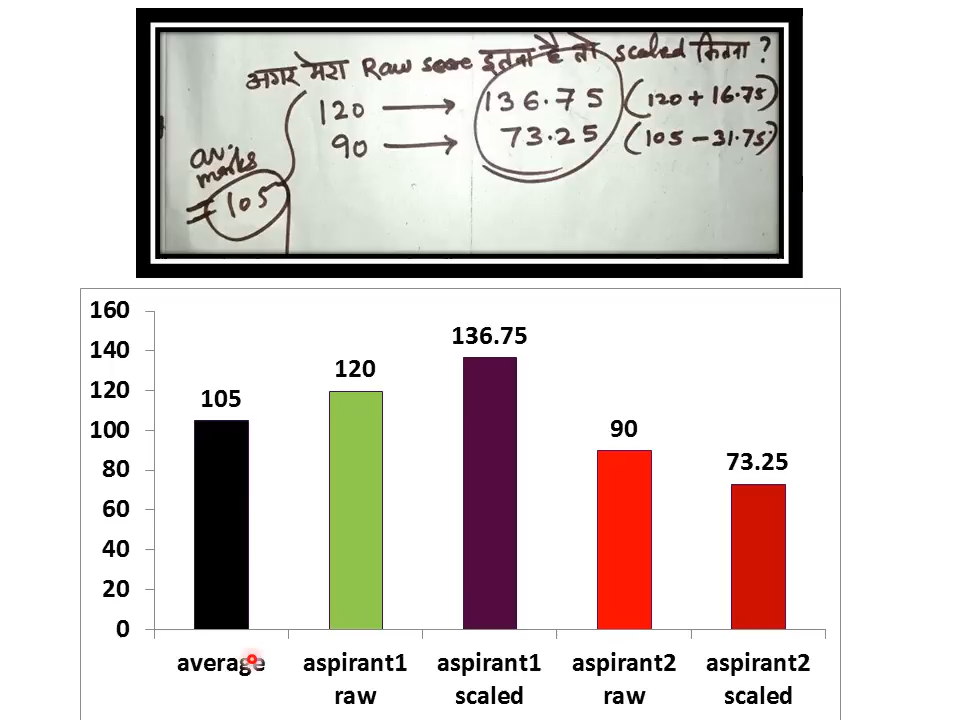 अगर मेरा Raw score इतना है तो scaled कितना ?
120 → 136.75 (120 + 16.75)
90 → 73.25 (105 – 31.75)
av.
marks
= 105
160
140
120
100
80
60
40
20
0
105
120
136.75
90
73.25
average
aspirant1 raw
aspirant1 scaled
aspirant2 raw
aspirant2 scaled